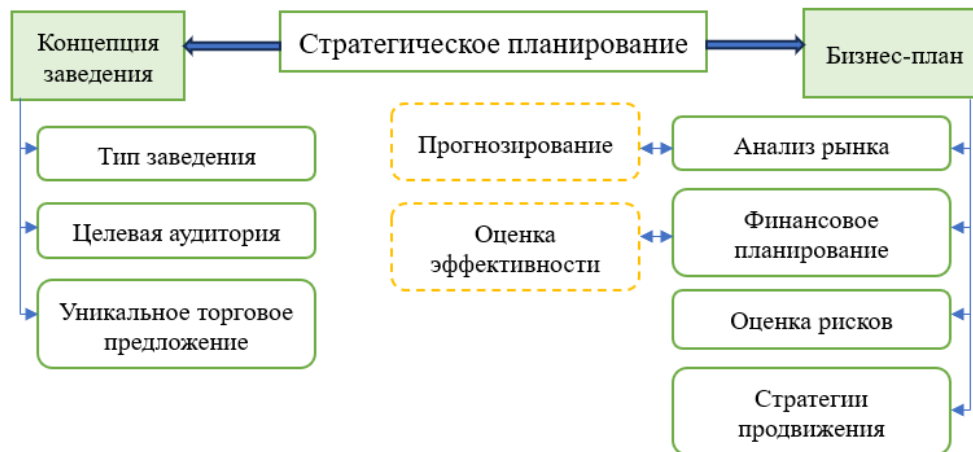 Концепция
заведения
Стратегическое планирование
Бизнес-план
Тип заведения
Целевая аудитория
Уникальное торговое
предложение
Прогнозирование
Оценка
эффективности
Анализ рынка
Финансовое
планирование
Оценка рисков
Стратегии
продвижения